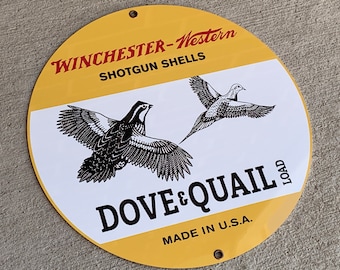 WINCHESTER-Western
SHOTGUN SHELLS
DOVE & QUAIL LOAD
MADE IN U.S.A.